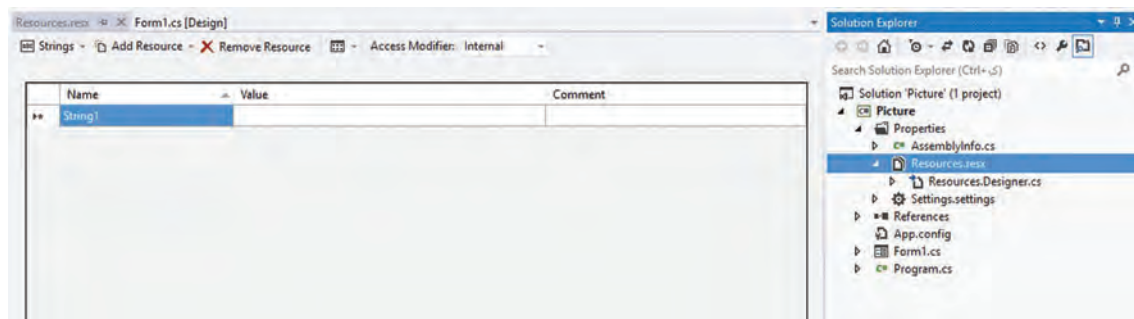 Resources.resx Form1.cs [Design]
Strings Add Resource Remove Resource Access Modifier: Internal
Name Value Comment
String1
Solution Explorer
Search Solution Explorer (Ctrl+ک)
Solution 'Picture' (1 project)
C# Picture
Properties
C# AssemblyInfo.cs
Resources.resx
Resources.Designer.cs
Settings.settings
References
App.config
Form1.cs
C# Program.cs